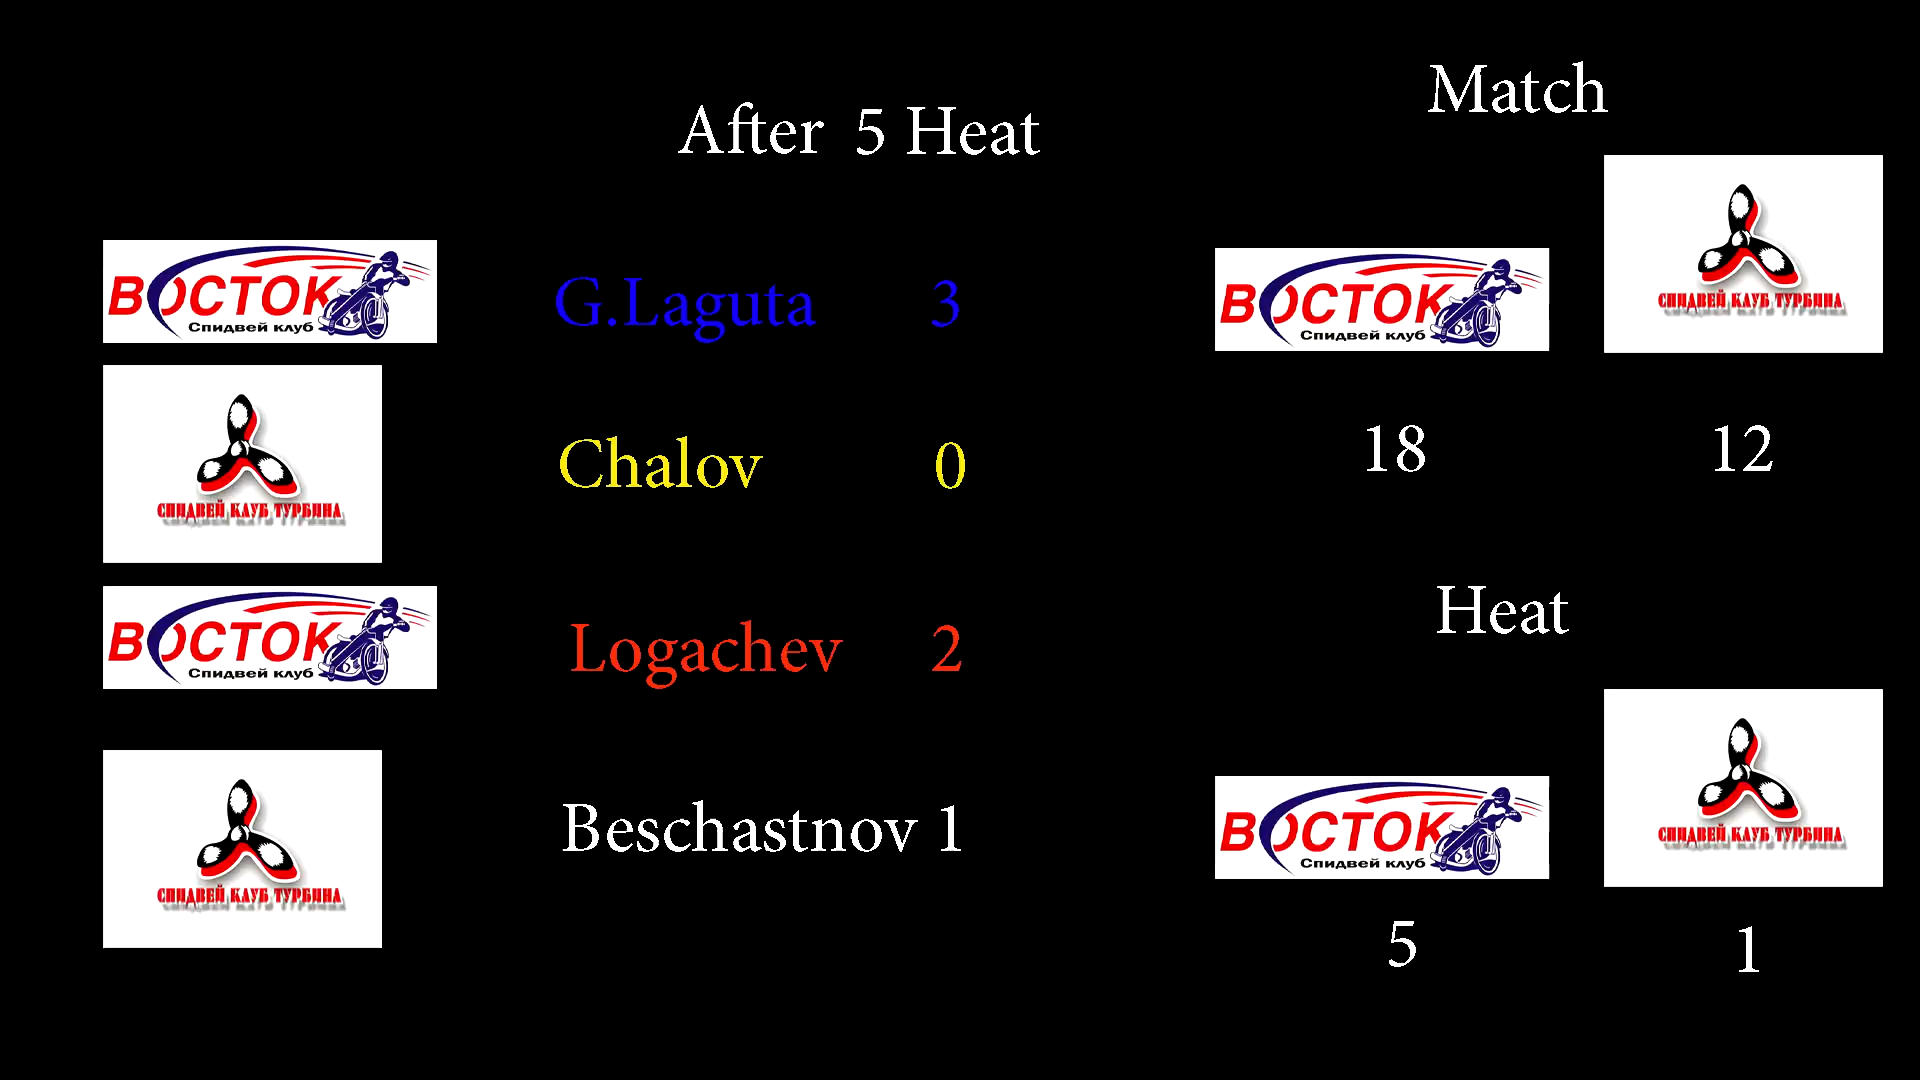 After 5 Heat
Match
ВОСТОК
Спидвей клуб
G.Laguta 3
СПИДВЕЙ КЛУБ ТУРБИНА
Chalov 0
ВОСТОК
Спидвей клуб
Logachev 2
СПИДВЕЙ КЛУБ ТУРБИНА
Beschastnov 1
ВОСТОК
Спидвей клуб
СПИДВЕЙ КЛУБ ТУРБИНА
18 12
Heat
ВОСТОК
Спидвей клуб
СПИДВЕЙ КЛУБ ТУРБИНА
5 1